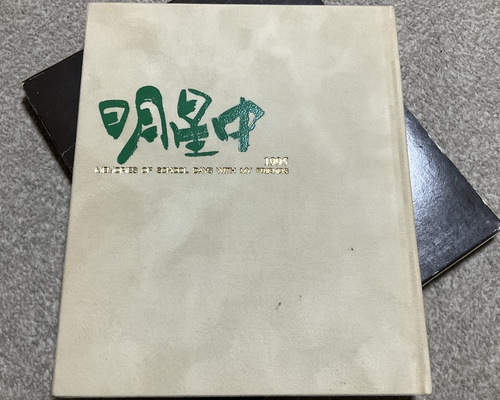 明星中
1995
MEMORIES OF SCHOOL DAYS WITH MY FRIENDS